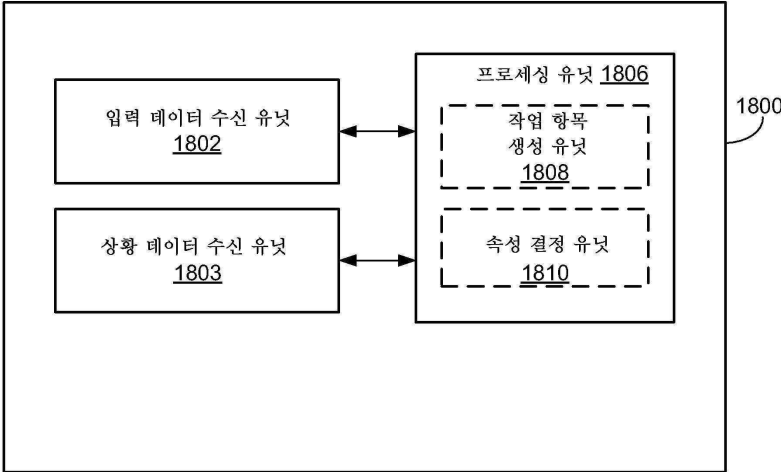 입력 데이터 수신 유닛
1802
상황 데이터 수신 유닛
1803
프로세싱 유닛 1806
작업 항목
생성 유닛
1808
속성 결정 유닛
1810
1800